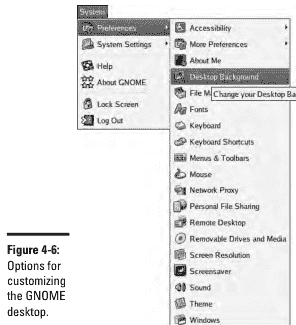 System
Preferences
System Settings
Help
About GNOME
Lock Screen
Log Out
Accessibility
More Preferences
About Me
Desktop Background
File M
Change your Desktop Ba
Fonts
Keyboard
Keyboard Shortcuts
Menus & Toolbars
Mouse
Network Proxy
Personal File Sharing
Remote Desktop
Removable Drives and Media
Screen Resolution
Screensaver
Sound
Theme
Windows
Figure 4-6:
Options for
customizing
the GNOME
desktop.